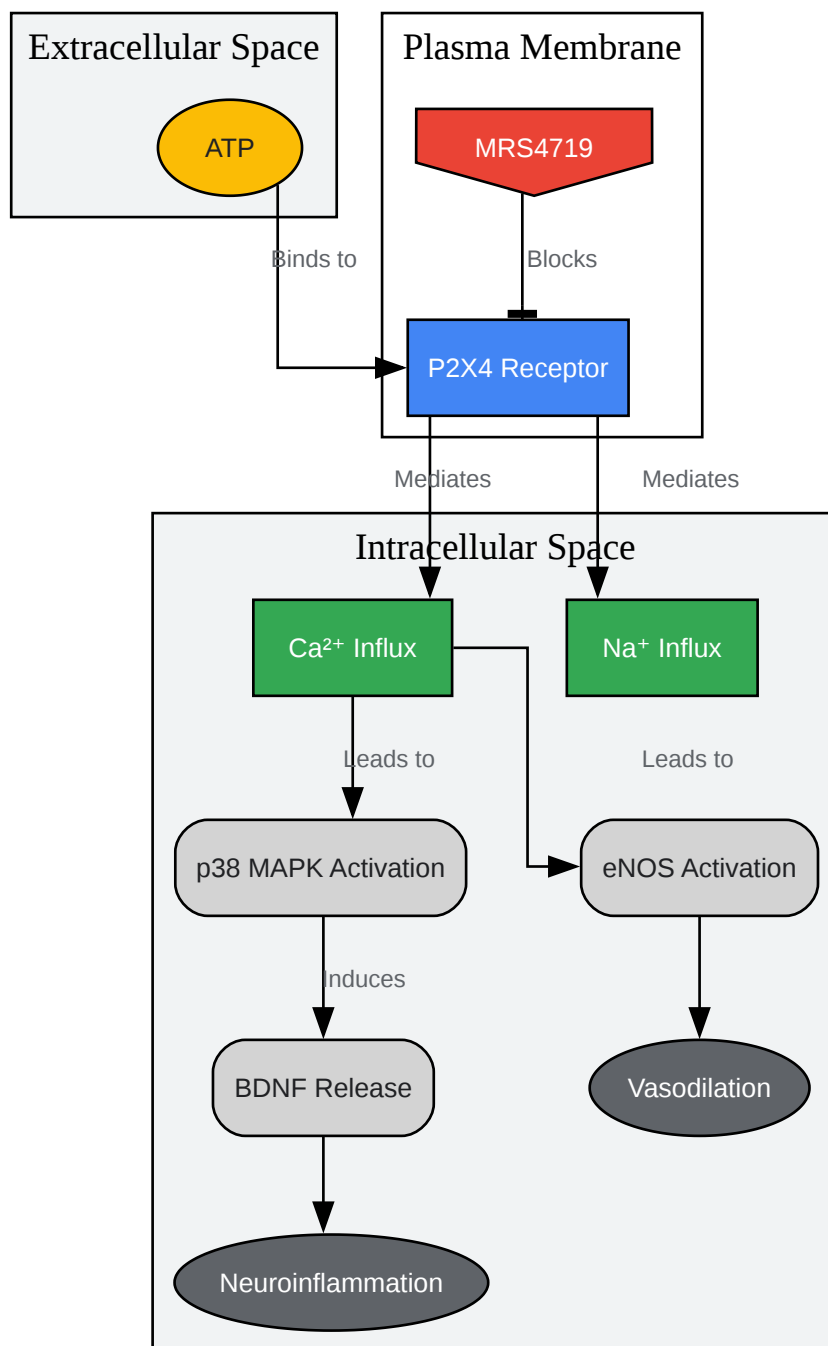 Extracellular Space
Plasma Membrane
ATP
MRS4719
Binds to
Blocks
P2X4 Receptor
Mediates
Mediates
Intracellular Space
Ca²⁺ Influx
Na⁺ Influx
Leads to
Leads to
p38 MAPK Activation
eNOS Activation
Induces
BDNF Release
Vasodilation
Neuroinflammation